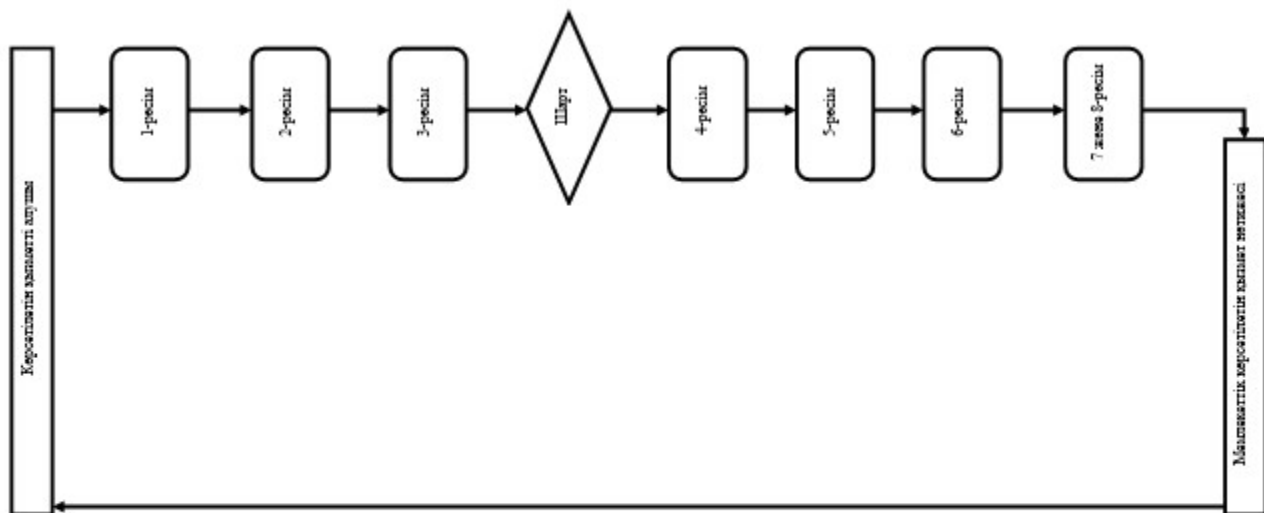 Көрсетілетін қызметті алушы
1-рәсім
2-рәсім
3-рәсім
Шарт
4-рәсім
5-рәсім
6-рәсім
7 және 8-рәсім
Мемлекеттік көрсетілетін қызмет нәтижесі